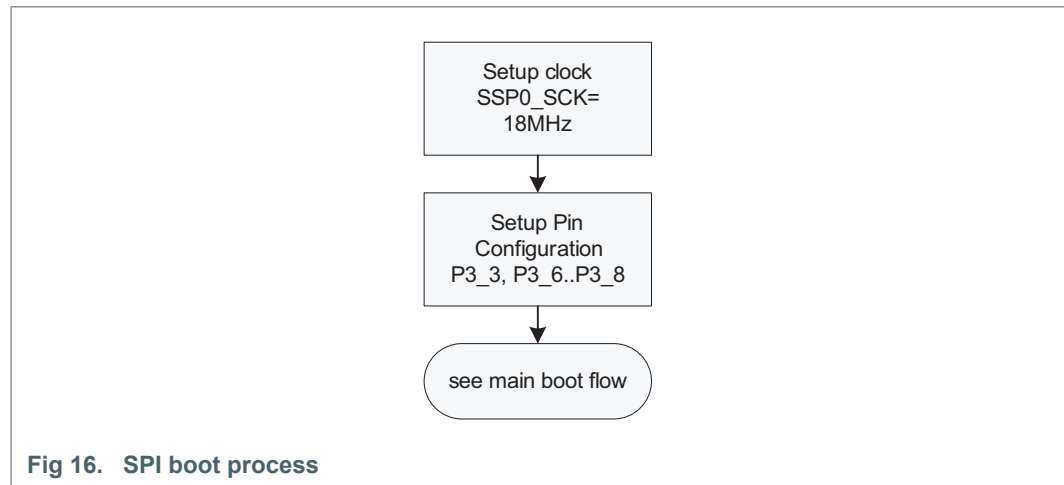 Setup clock
SSP0_SCK=
18MHz
Setup Pin
Configuration
P3_3, P3_6..P3_8
see main boot flow
Fig 16. SPI boot process